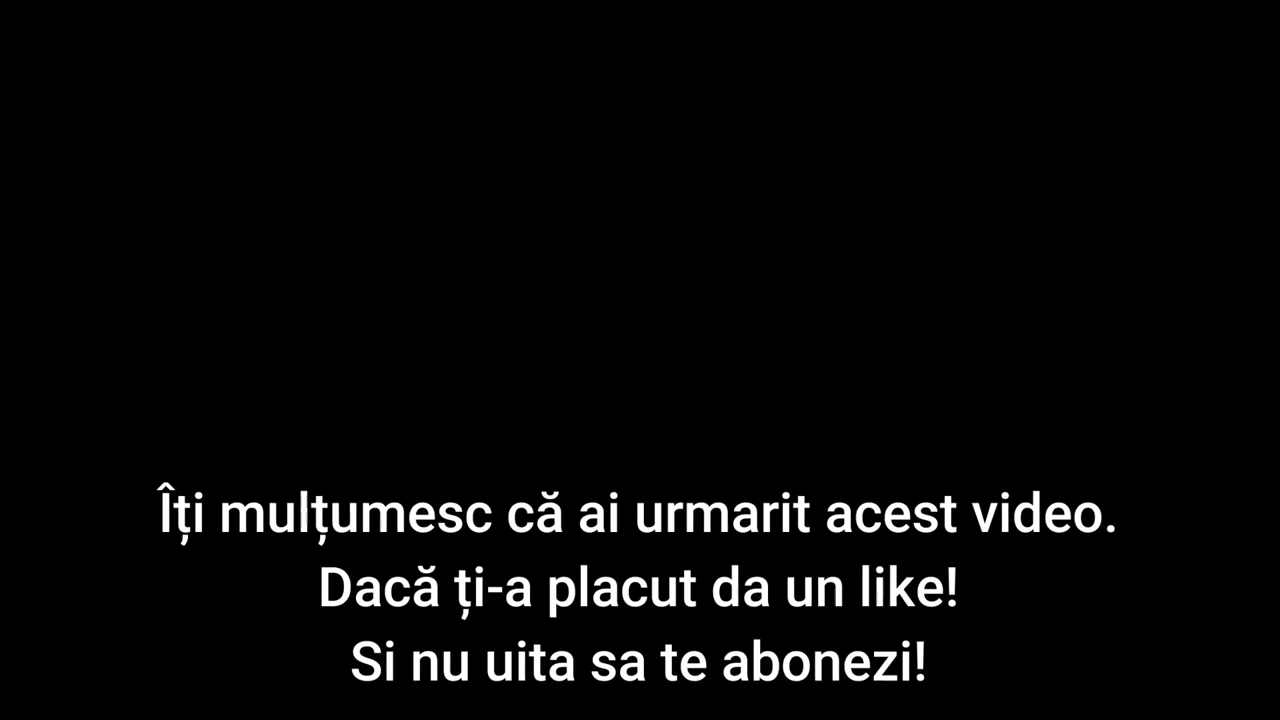 Îți mulțumesc că ai urmarit acest video.
Dacă ți-a placut da un like!
Si nu uita sa te abonezi!